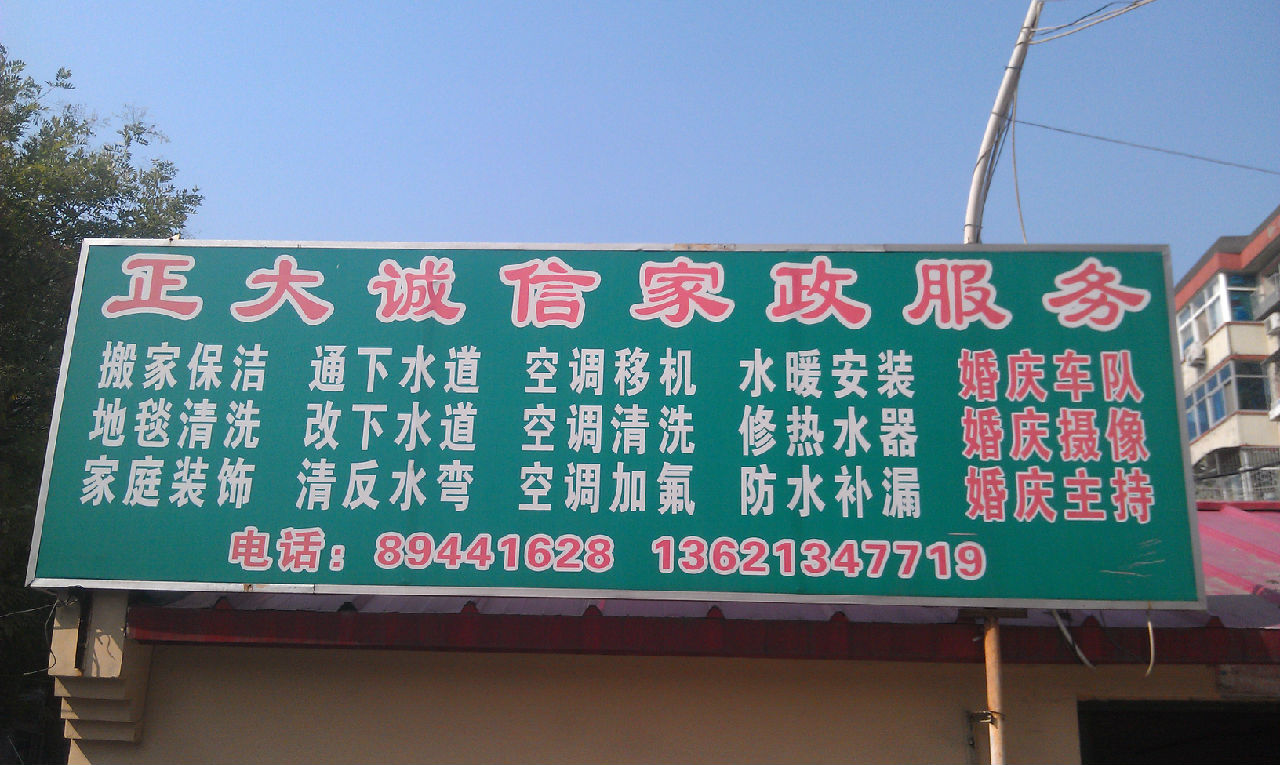 正大诚信家政服务
搬家保洁 通下水道 空调移机 水暖安装 婚庆车队
地毯清洗 改下水道 空调清洗 修热水器 婚庆摄像
家庭装饰 清反水弯 空调加氟 防水补漏 婚庆主持
电话：89441628 13621347719